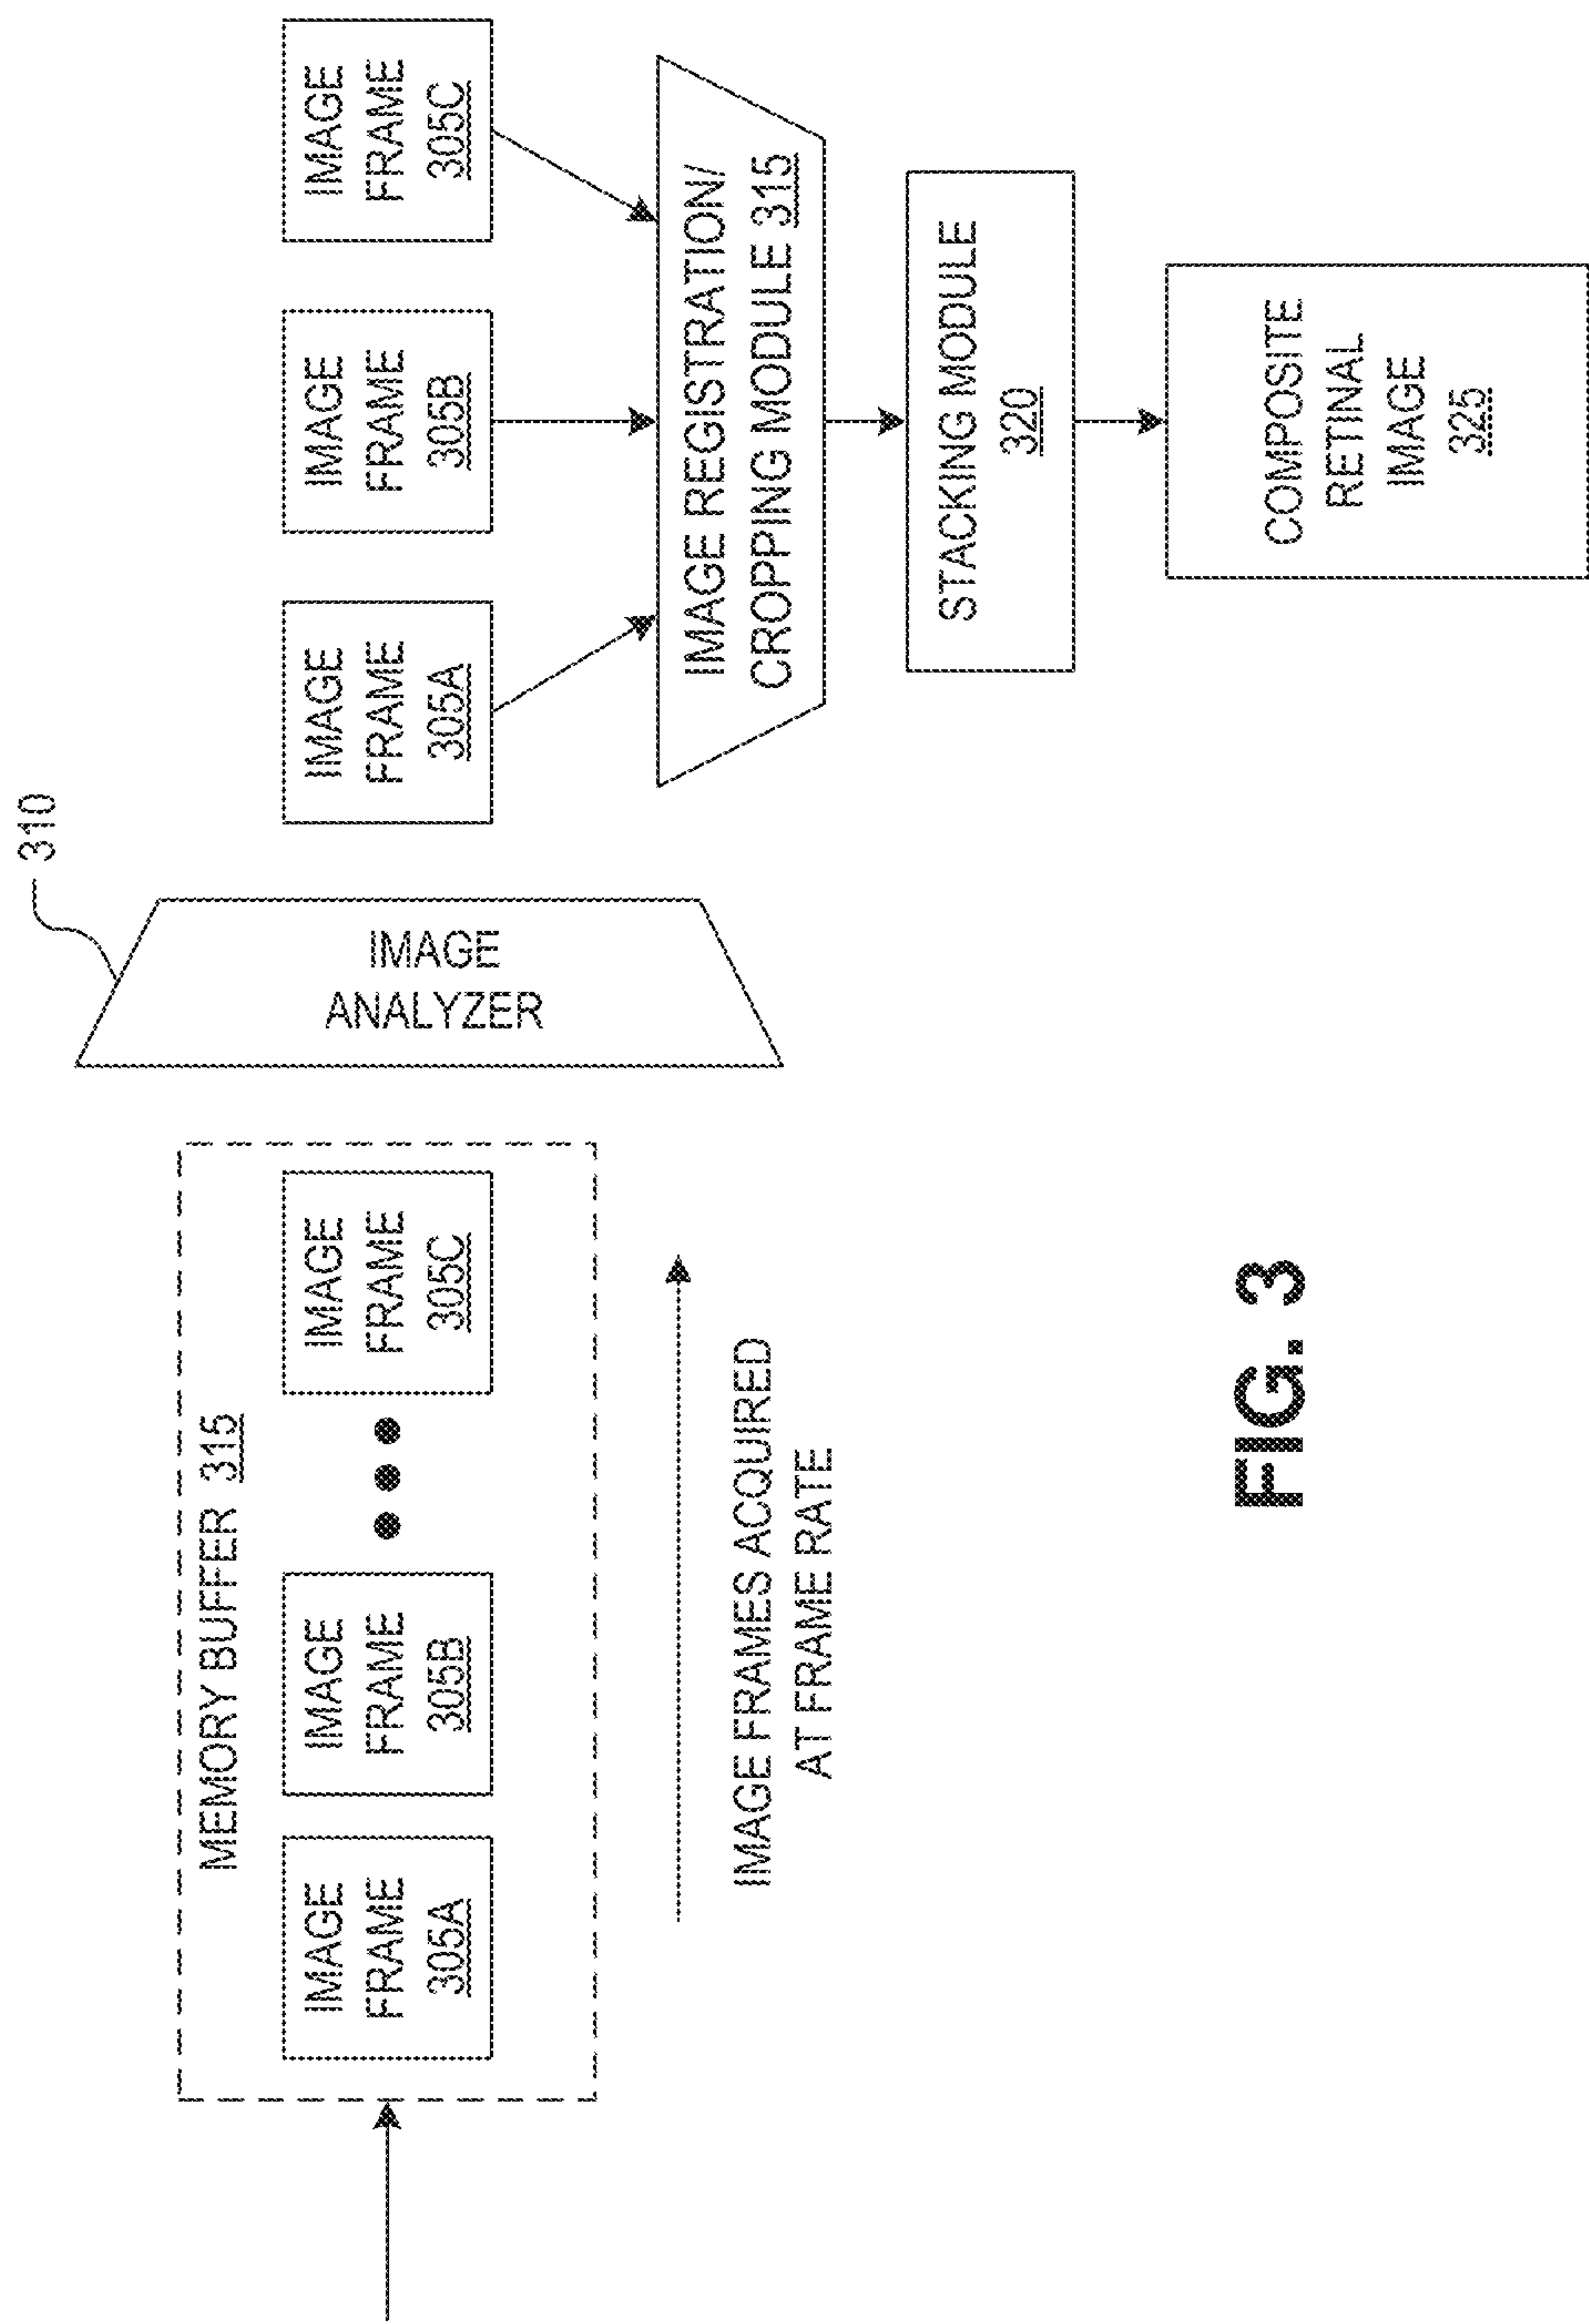 MEMORY BUFFER 315
IMAGE
FRAME
305A
IMAGE
FRAME
305B
IMAGE
FRAME
305C
IMAGE FRAMES ACQUIRED
AT FRAME RATE
310
IMAGE
ANALYZER
IMAGE
FRAME
305A
IMAGE
FRAME
305B
IMAGE
FRAME
305C
IMAGE REGISTRATION/
CROPPING MODULE 315
STACKING MODULE
320
COMPOSITE
RETINAL
IMAGE
325
FIG. 3